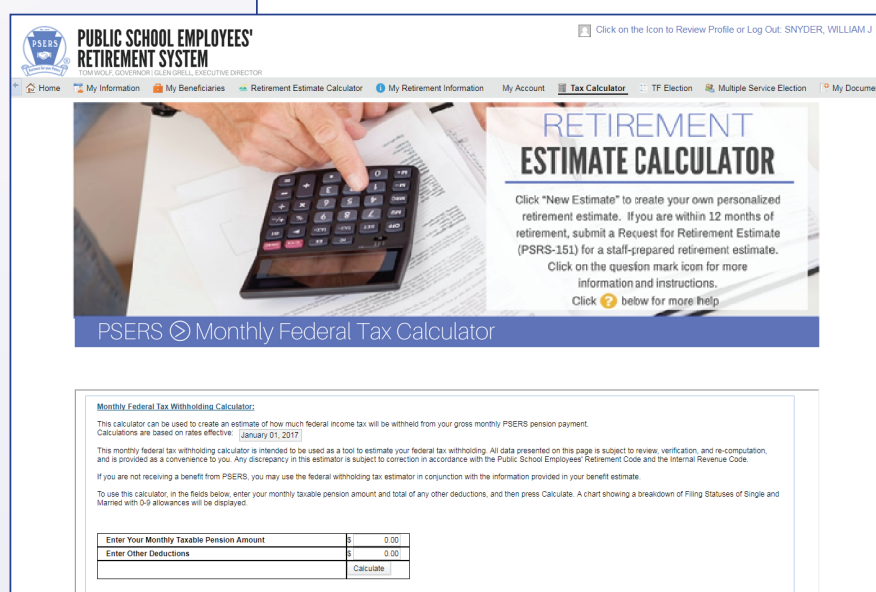 PSERS
PUBLIC SCHOOL EMPLOYEES'
RETIREMENT SYSTEM
TOM WOLF, GOVERNOR | GLEN GRELL, EXECUTIVE DIRECTOR
Click on the Icon to Review Profile or Log Out: SNYDER, WILLIAM J
Home My Information My Beneficiaries Retirement Estimate Calculator My Retirement Information My Account Tax Calculator TF Election Multiple Service Election My Docume
RETIREMENT
ESTIMATE CALCULATOR
Click "New Estimate" to create your own personalized
retirement estimate. If you are within 12 months of
retirement, submit a Request for Retirement Estimate
(PSRS-151) for a staff-prepared retirement estimate.
Click on the question mark icon for more
information and instructions.
Click ? below for more help
PSERS Monthly Federal Tax Calculator
Monthly Federal Tax Withholding Calculator:
This calculator can be used to create an estimate of how much federal income tax will be withheld from your gross monthly PSERS pension payment.
Calculations are based on rates effective: January 01, 2017
This monthly federal tax withholding calculator is intended to be used as a tool to estimate your federal tax withholding. All data presented on this page is subject to review, verification, and re-computation,
and is provided as a convenience to you. Any discrepancy in this estimator is subject to correction in accordance with the Public School Employees' Retirement Code and the Internal Revenue Code.
If you are not receiving a benefit from PSERS, you may use the federal withholding tax estimator in conjunction with the information provided in your benefit estimate.
To use this calculator, in the fields below, enter your monthly taxable pension amount and total of any other deductions, and then press Calculate. A chart showing a breakdown of Filing Statuses of Single and
Married with 0-9 allowances will be displayed.
Enter Your Monthly Taxable Pension Amount $ 0.00
Enter Other Deductions $ 0.00
Calculate